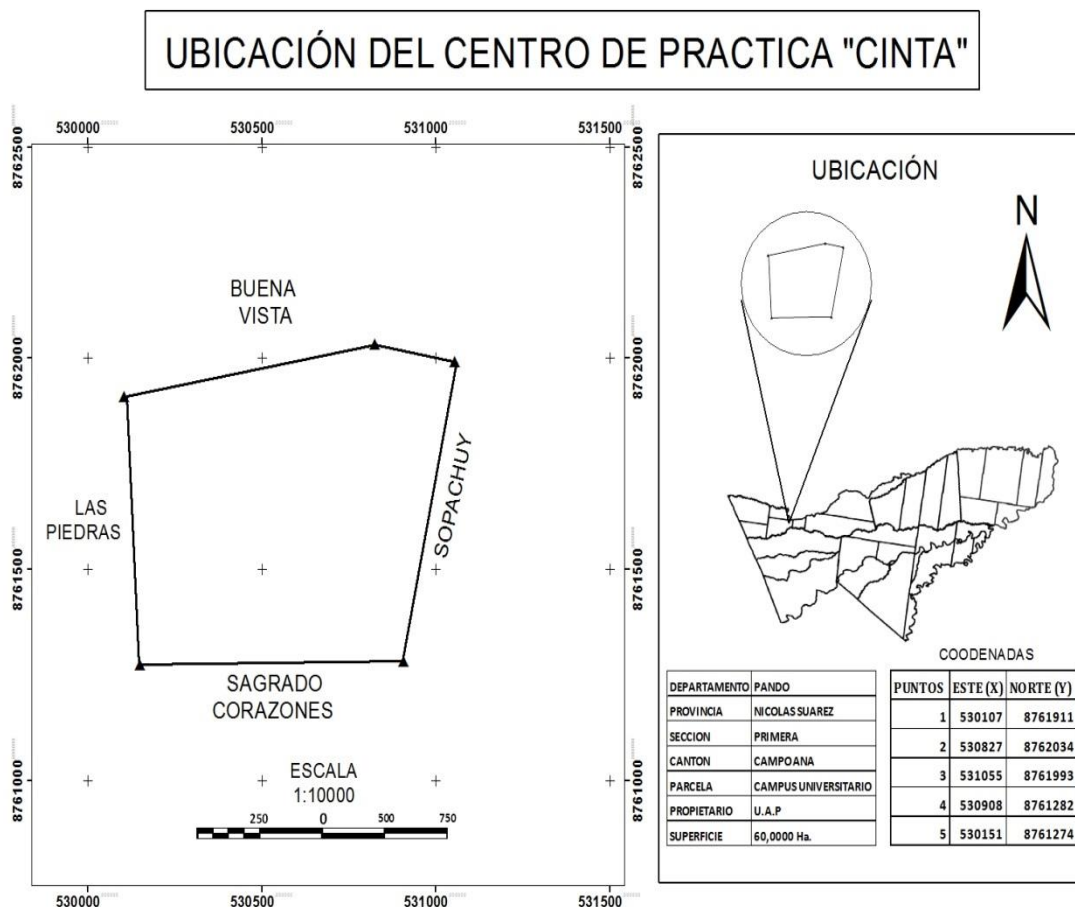 UBICACIÓN DEL CENTRO DE PRACTICA "CINTA"
530000 530500 531000 531500
8762500 8762500
BUENA
VISTA
8762000 8762000
LAS
PIEDRAS
SOPACHUY
8761500 8761500
SAGRADO
CORAZONES
8761000 8761000
ESCALA
1:10000
250 0 500 750
530000 530500 531000 531500
UBICACIÓN
N
DEPARTAMENTO PANDO
PROVINCIA NICOLAS SUAREZ
SECCION PRIMERA
CANTON CAMPOANA
PARCELA CAMPUS UNIVERSITARIO
PROPIETARIO U.A.P
SUPERFICIE 60,0000 Ha.
COODENADAS
PUNTOS ESTE (X) NORTE (Y)
1 530107 8761911
2 530827 8762034
3 531055 8761993
4 530908 8761282
5 530151 8761274